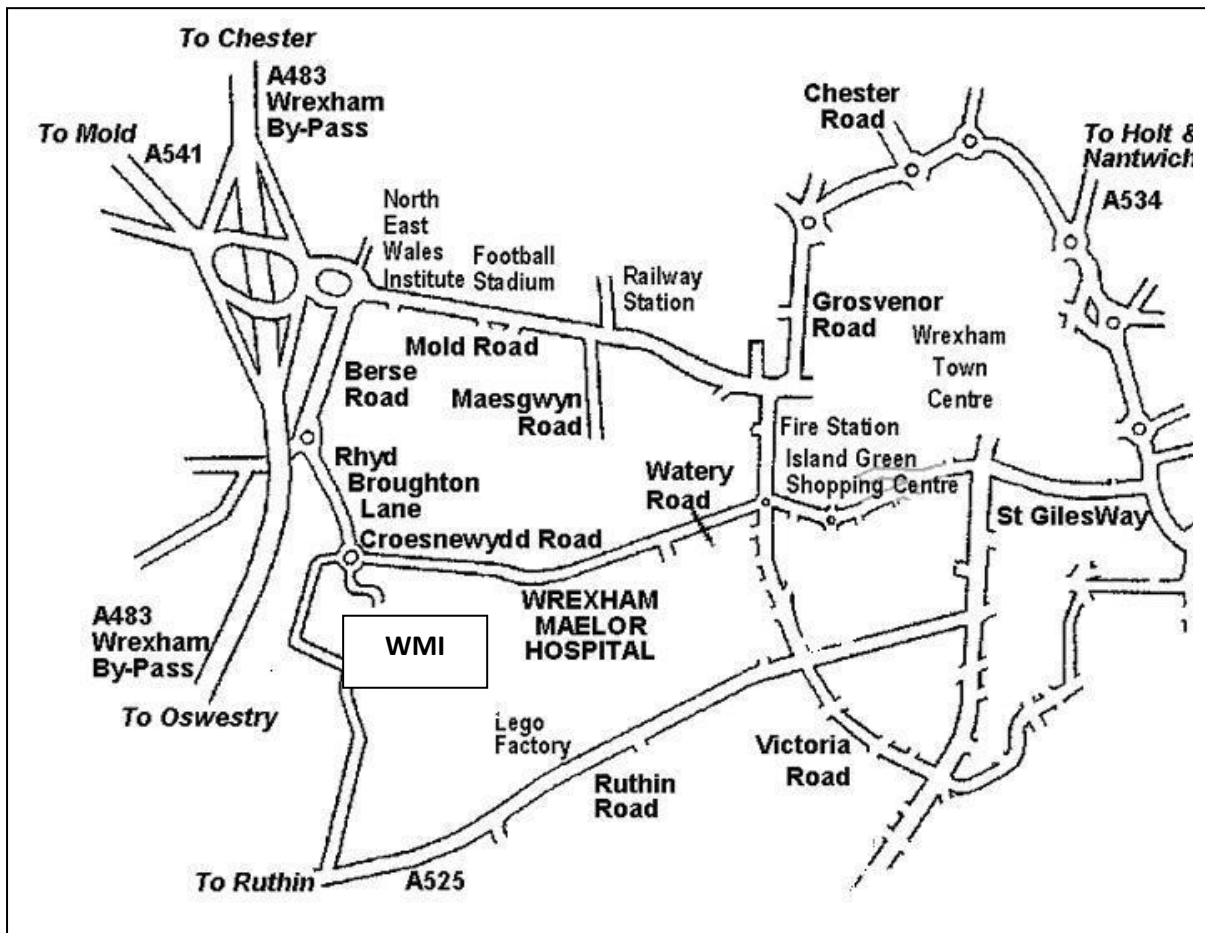 To Chester
A483
Wrexham
By-Pass
To Mold
A541
North
East
Wales
Institute
Football
Stadium
Railway
Station
Chester
Road
To Holt &
Nantwich
A534
Grosvenor
Road
Wrexham
Town
Centre
Mold Road
Berse
Road
Maesgwyn
Road
Fire Station
Island Green
Shopping Centre
Watery
Road
Rhyd
Broughton
Lane
Croesnewydd Road
St GilesWay
WREXHAM
MAELOR
HOSPITAL
WMI
A483
Wrexham
By-Pass
To Oswestry
Lego
Factory
Ruthin
Road
Victoria
Road
To Ruthin
A525